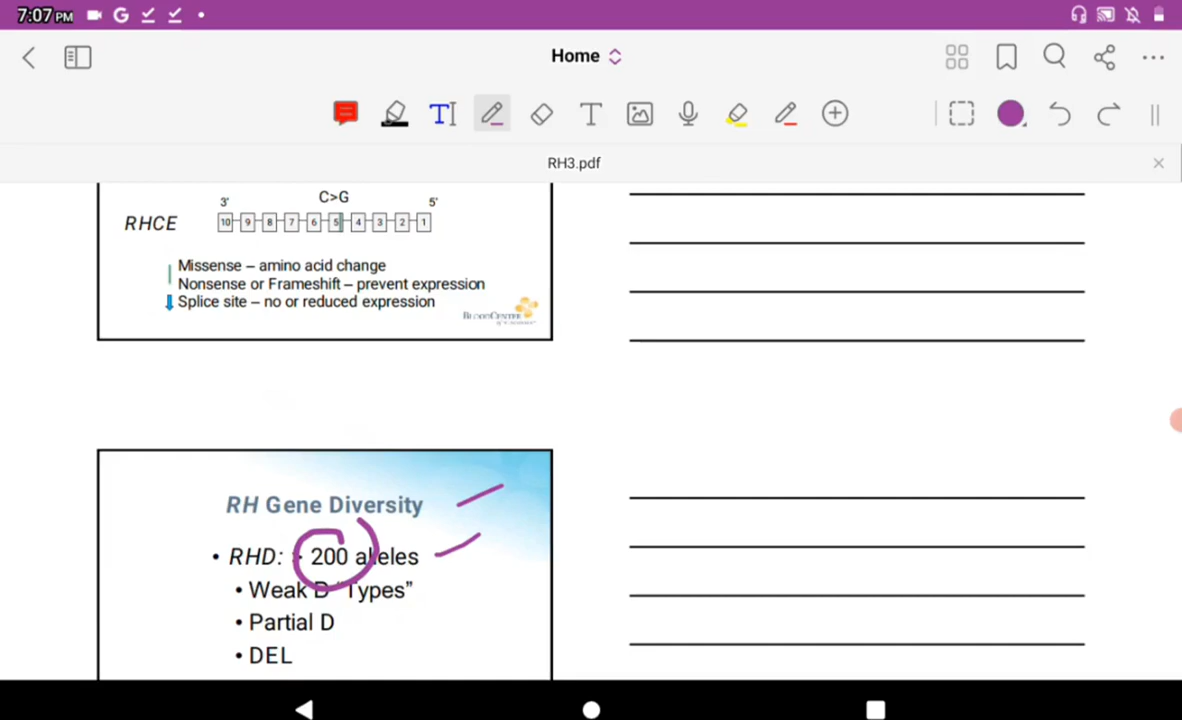 7:07 PM
Home
RH3.pdf
C>G
3' 5'
RHCE 10 9 8 7 6 5 4 3 2 1
Missense – amino acid change
Nonsense or Frameshift – prevent expression
Splice site – no or reduced expression
BLOODCENTER
RH Gene Diversity
• RHD: > 200 alleles
• Weak D "Types"
• Partial D
• DEL